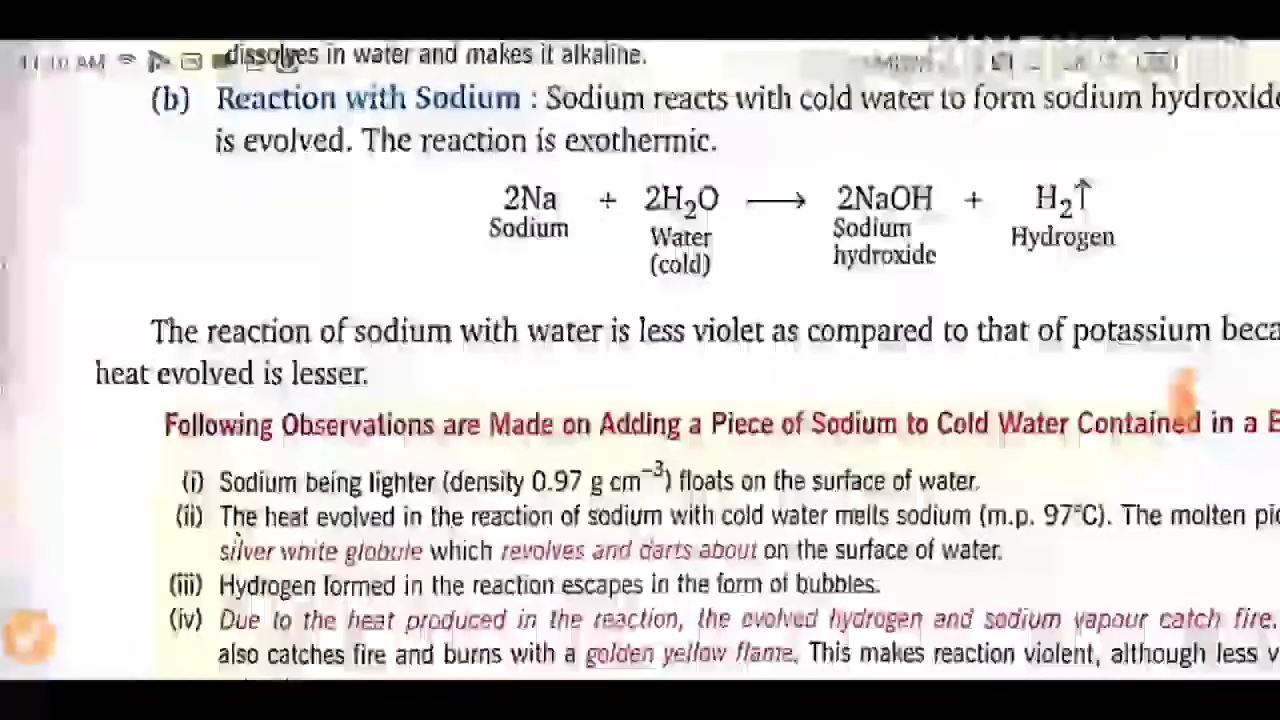 11:10 AM
dissolves in water and makes it alkaline.
(b) Reaction with Sodium : Sodium reacts with cold water to form sodium hydroxide
is evolved. The reaction is exothermic.
2Na + 2H₂O ⟶ 2NaOH + H₂↑
Sodium Water Sodium Hydrogen
(cold) hydroxide
The reaction of sodium with water is less violet as compared to that of potassium beca
heat evolved is lesser.
Following Observations are Made on Adding a Piece of Sodium to Cold Water Contained in a B
(i) Sodium being lighter (density 0.97 g cm⁻³) floats on the surface of water.
(ii) The heat evolved in the reaction of sodium with cold water melts sodium (m.p. 97°C). The molten pie
silver white globule which revolves and darts about on the surface of water.
(iii) Hydrogen formed in the reaction escapes in the form of bubbles.
(iv) Due to the heat produced in the reaction, the evolved hydrogen and sodium vapour catch fire.
also catches fire and burns with a golden yellow flame. This makes reaction violent, although less v